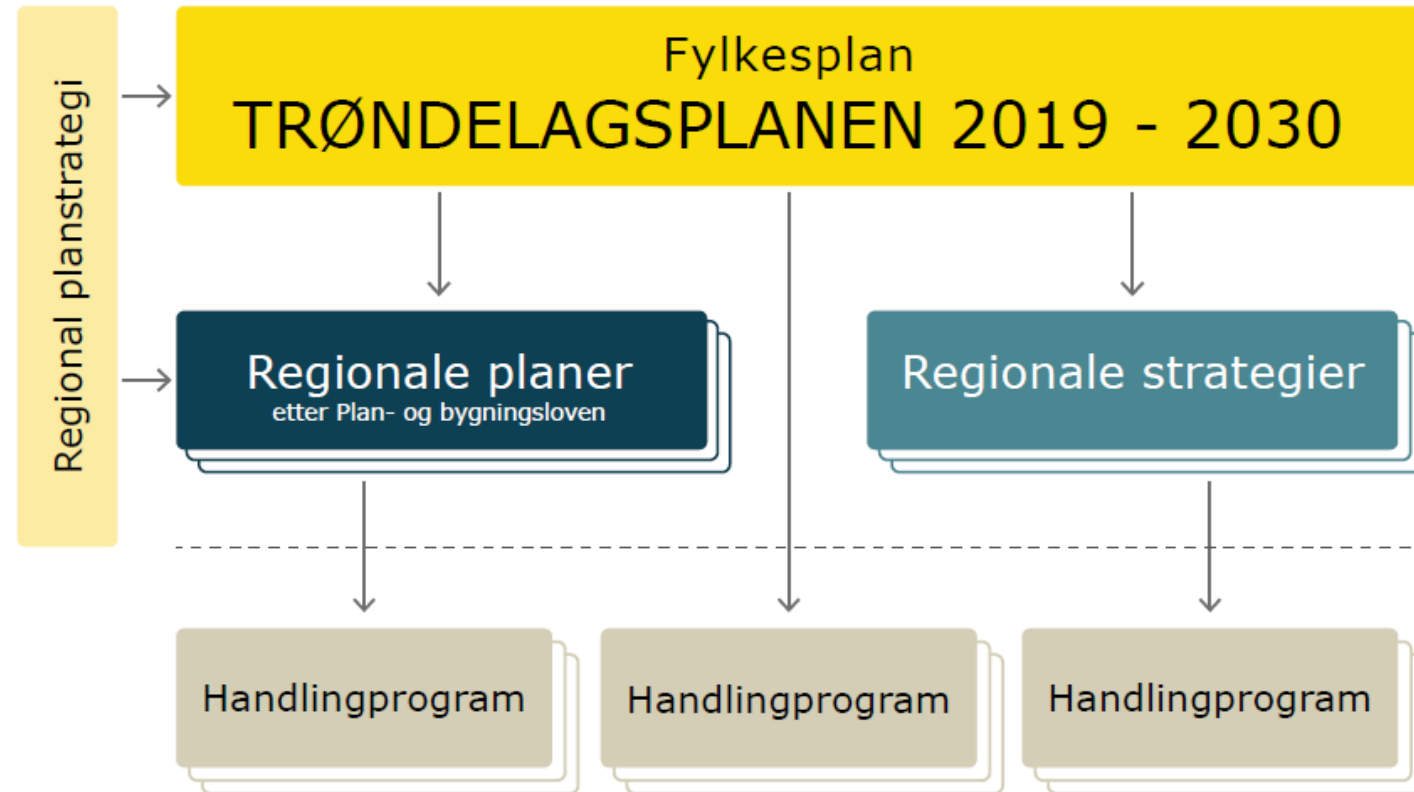 Regional planstrategi
Fylkesplan
TRØNDELAGSPLANEN 2019 - 2030
Regionale planer
etter Plan- og bygningsloven
Regionale strategier
Handlingprogram
Handlingprogram
Handlingprogram